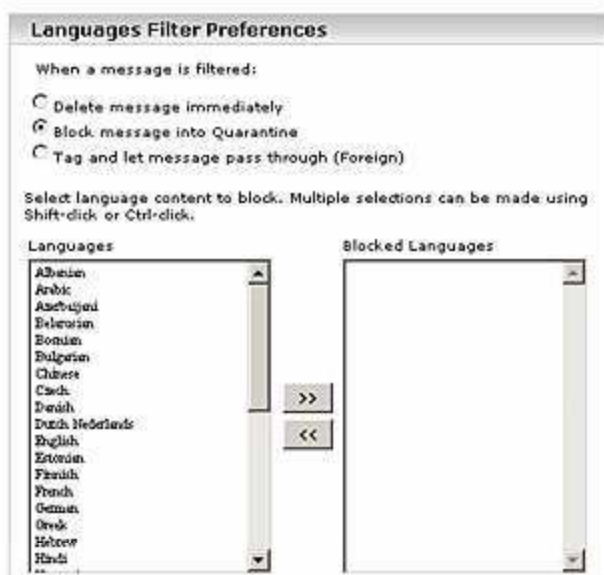 Languages Filter Preferences
When a message is filtered:
Delete message immediately
Block message into Quarantine
Tag and let message pass through (Foreign)
Select language content to block. Multiple selections can be made using
Shift-click or Ctrl-click.
Languages
Blocked Languages
Albanian
Arabic
Azerbaijani
Belarusian
Bosnian
Bulgarian
Chinese
Czech
Danish
Dutch Nederlands
English
Estonian
Finnish
French
German
Greek
Hebrew
Hindi
>>
<<